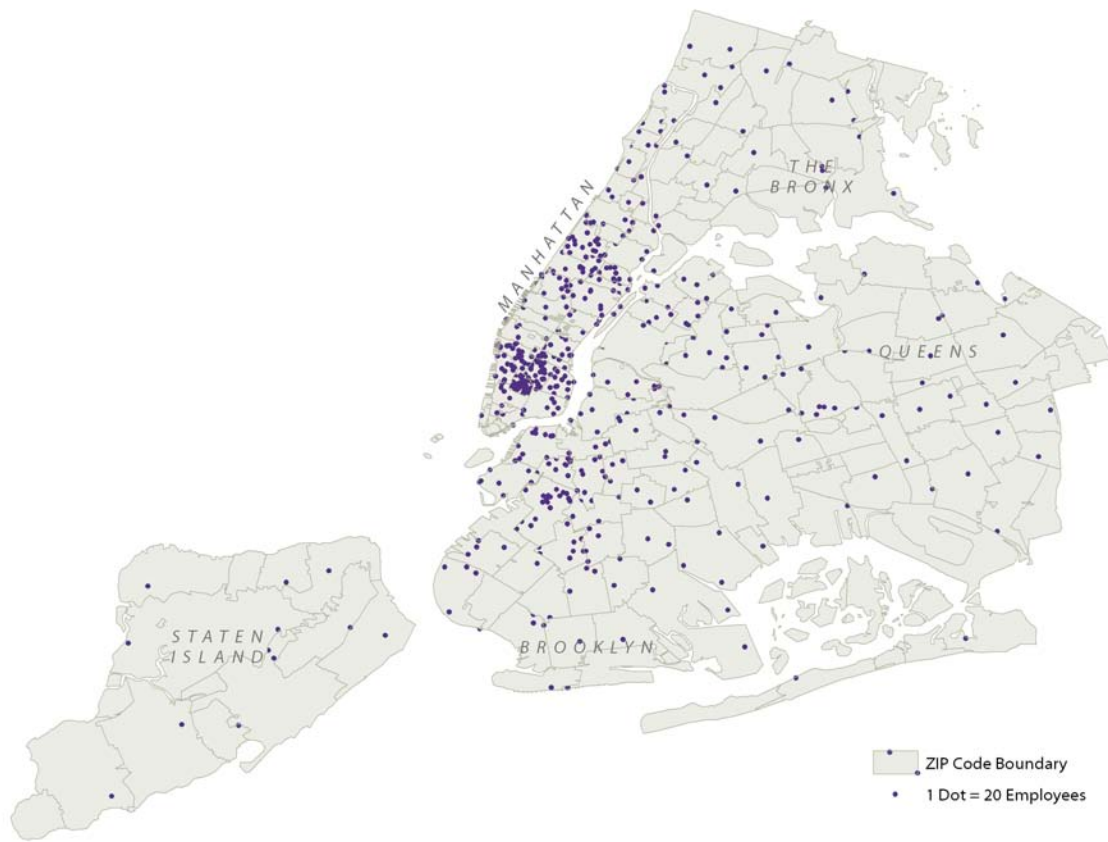 THE
BRONX
MANHATTAN
QUEENS
STATEN
ISLAND
BROOKLYN
ZIP Code Boundary
1 Dot = 20 Employees